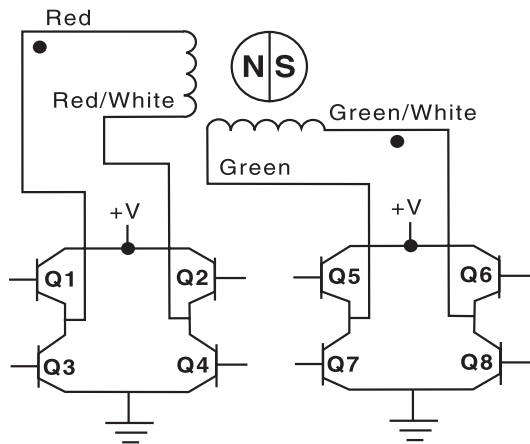 Red
N S
Red/White
Green/White
Green
+V
+V
Q1 Q2
Q5 Q6
Q3 Q4
Q7 Q8